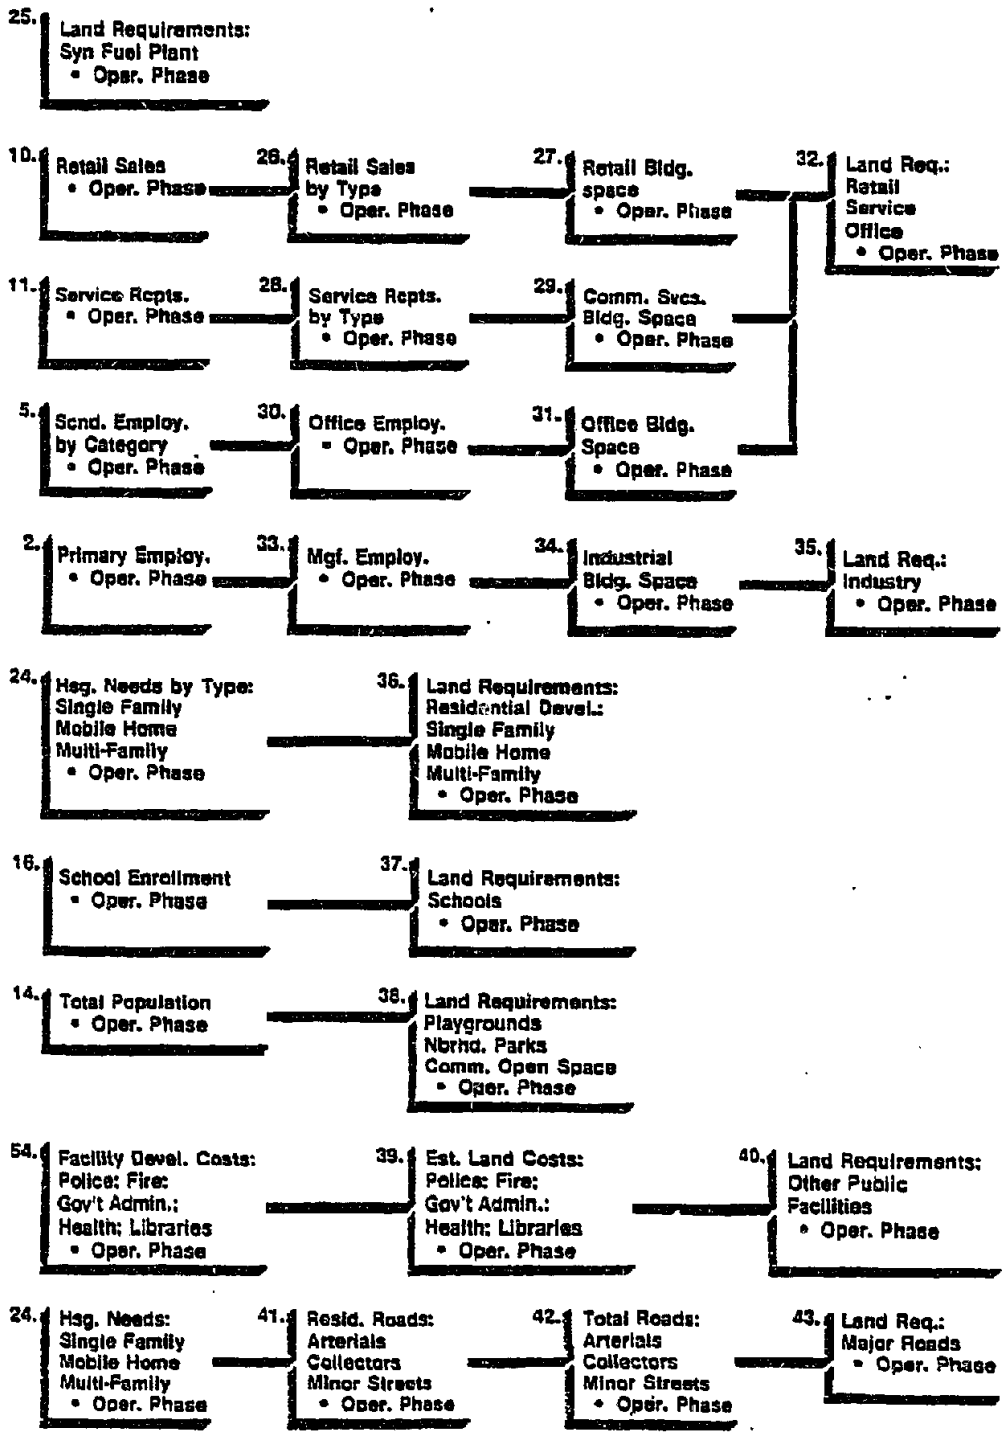 25.
Land Requirements:
Syn Fuel Plant
• Oper. Phase
10.
Retail Sales
• Oper. Phase
26.
Retail Sales
by Type
• Oper. Phase
27.
Retail Bldg.
space
• Oper. Phase
32.
Land Req.:
Retail
Service
Office
• Oper. Phase
11.
Service Rcpts.
• Oper. Phase
28.
Service Rcpts.
by Type
• Oper. Phase
29.
Comm. Svcs.
Bldg. Space
• Oper. Phase
5.
Scnd. Employ.
by Category
• Oper. Phase
30.
Office Employ.
• Oper. Phase
31.
Office Bldg.
Space
• Oper. Phase
2.
Primary Employ.
• Oper. Phase
33.
Mgf. Employ.
• Oper. Phase
34.
Industrial
Bldg. Space
• Oper. Phase
35.
Land Req.:
Industry
• Oper. Phase
24.
Hsg. Needs by Type:
Single Family
Mobile Home
Multi-Family
• Oper. Phase
36.
Land Requirements:
Residential Devel.:
Single Family
Mobile Home
Multi-Family
• Oper. Phase
16.
School Enrollment
• Oper. Phase
37.
Land Requirements:
Schools
• Oper. Phase
14.
Total Population
• Oper. Phase
38.
Land Requirements:
Playgrounds
Nbrhd. Parks
Comm. Open Space
• Oper. Phase
54.
Facility Devel. Costs:
Police; Fire;
Gov't Admin.;
Health; Libraries
• Oper. Phase
39.
Est. Land Costs:
Police; Fire;
Gov't Admin.;
Health; Libraries
• Oper. Phase
40.
Land Requirements:
Other Public
Facilities
• Oper. Phase
24.
Hsg. Needs:
Single Family
Mobile Home
Multi-Family
• Oper. Phase
41.
Resid. Roads:
Arterials
Collectors
Minor Streets
• Oper. Phase
42.
Total Roads:
Arterials
Collectors
Minor Streets
• Oper. Phase
43.
Land Req.:
Major Roads
• Oper. Phase